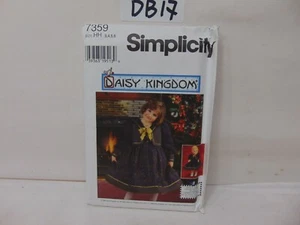 DB17
7359
Simplicity
DAISY KINGDOM